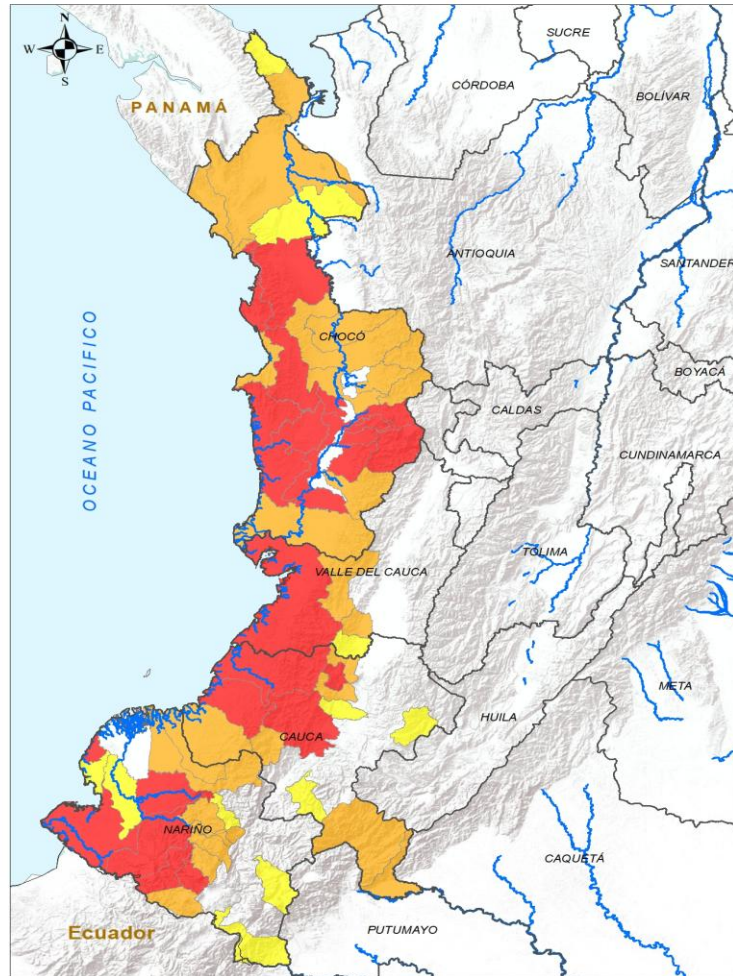 N
W E
S
SUCRE
CÓRDOBA
BOLÍVAR
PANAMÁ
ANTIOQUIA
SANTANDER
OCEANO PACIFICO
CHOCÓ
BOYACÁ
CALDAS
CUNDINAMARCA
TOLIMA
VALLE DEL CAUCA
META
HUILA
CAUCA
NARIÑO
CAQUETÁ
Ecuador
PUTUMAYO